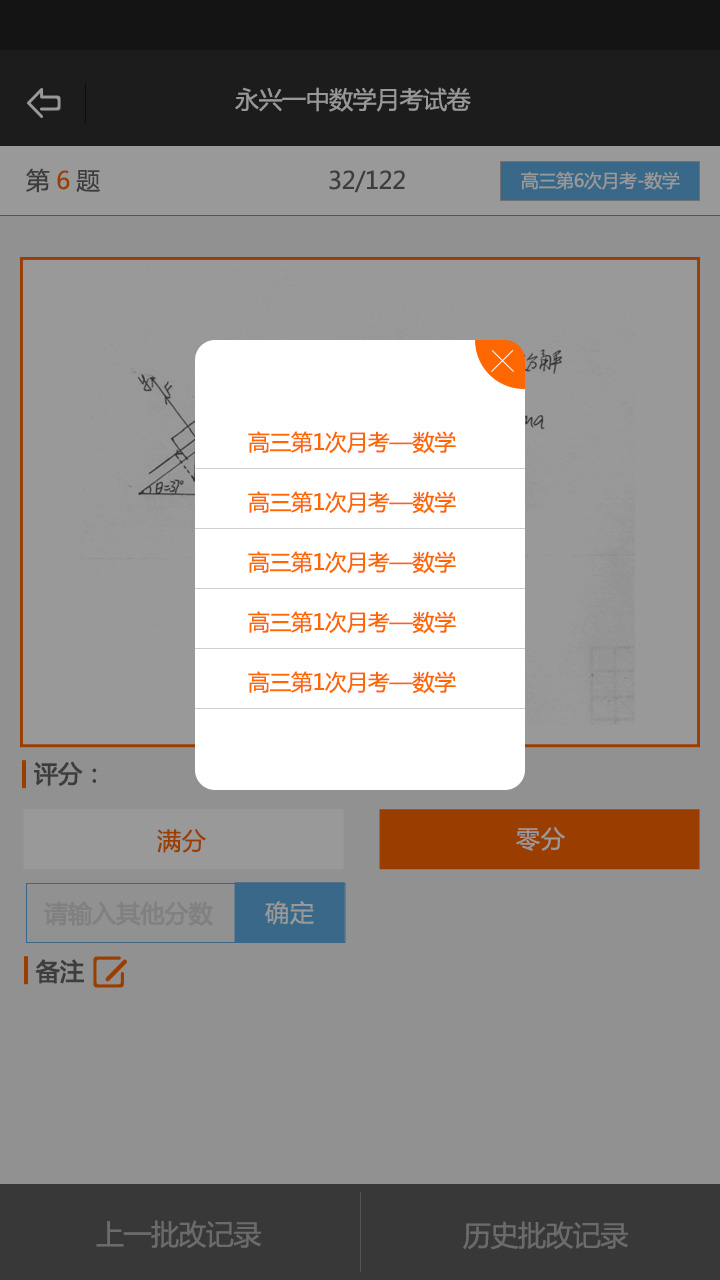 永兴一中数学月考试卷
第 6 题
32/122
高三第6次月考-数学
分解
ma
y
F
θ=37°
高三第1次月考—数学
高三第1次月考—数学
高三第1次月考—数学
高三第1次月考—数学
高三第1次月考—数学
评分：
满分
零分
请输入其他分数
确定
备注
上一批改记录
历史批改记录